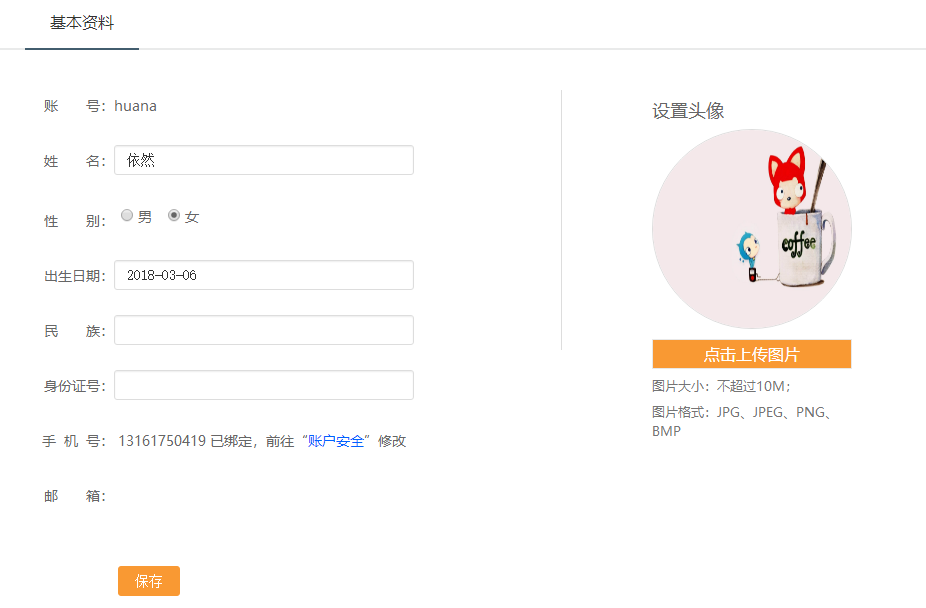 基本资料
账 号：huana
姓 名：依然
性 别：男 女
出生日期：2018-03-06
民 族：
身份证号：
手 机 号：13161750419 已绑定，前往“账户安全”修改
邮 箱：
保存
设置头像
coffee
点击上传图片
图片大小：不超过10M；
图片格式：JPG、JPEG、PNG、
BMP